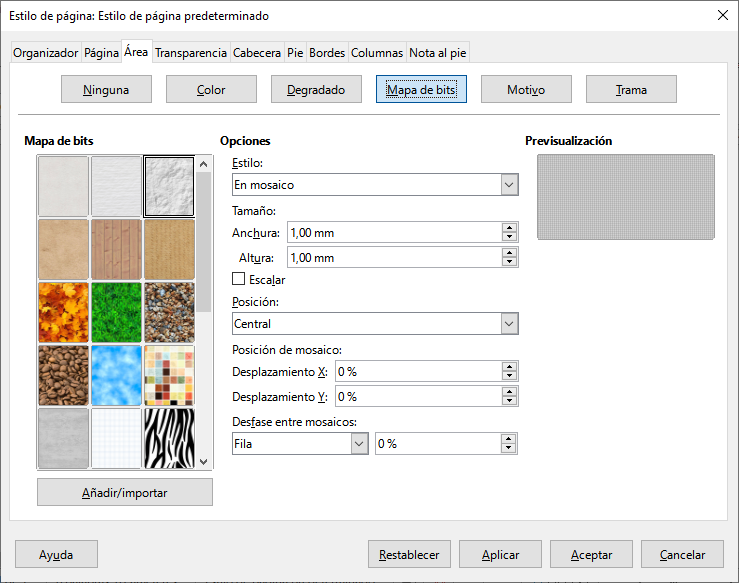 Estilo de página: Estilo de página predeterminado
Organizador Página Área Transparencia Cabecera Pie Bordes Columnas Nota al pie
Ninguna Color Degradado Mapa de bits Motivo Trama
Mapa de bits Opciones Previsualización
Estilo:
En mosaico
Tamaño:
Anchura: 1,00 mm
Altura: 1,00 mm
Escalar
Posición:
Central
Posición de mosaico:
Desplazamiento X: 0 %
Desplazamiento Y: 0 %
Desfase entre mosaicos:
Fila 0 %
Añadir/importar
Ayuda Restablecer Aplicar Aceptar Cancelar